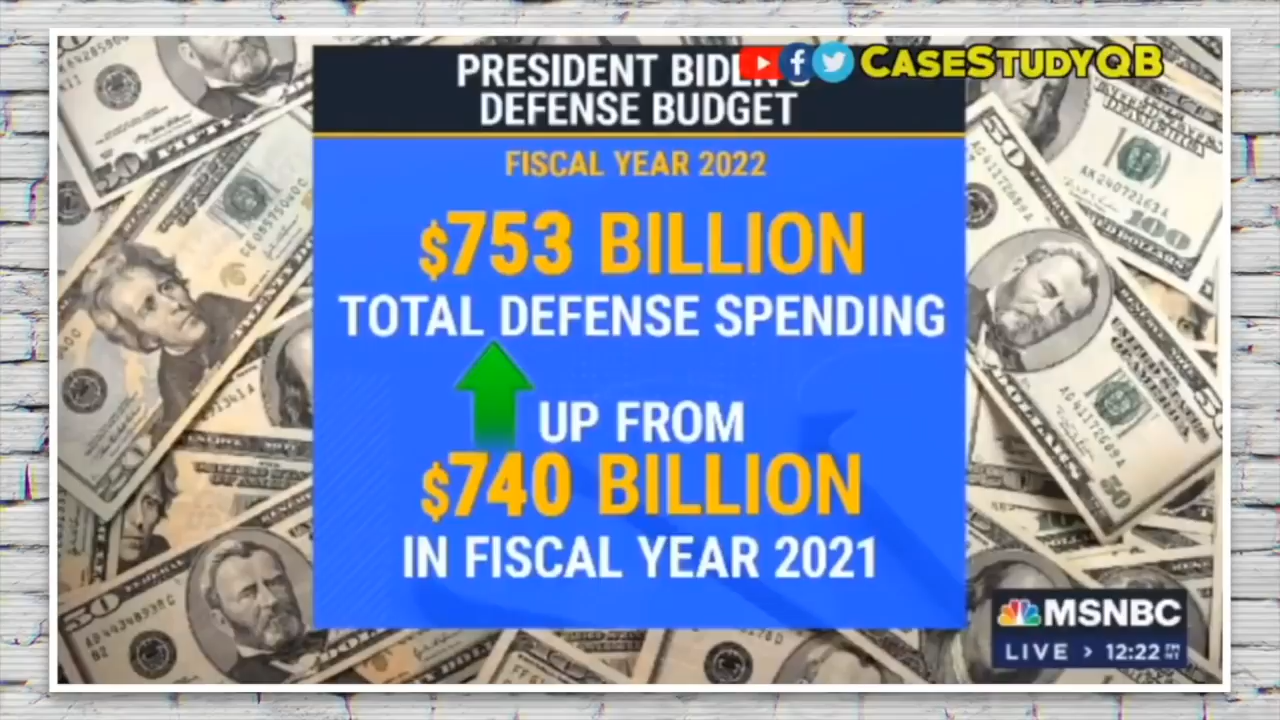 CASESTUDYQB
PRESIDENT BIDEN'S
DEFENSE BUDGET
FISCAL YEAR 2022
$753 BILLION
TOTAL DEFENSE SPENDING
UP FROM
$740 BILLION
IN FISCAL YEAR 2021
MSNBC
LIVE > 12:22 PM